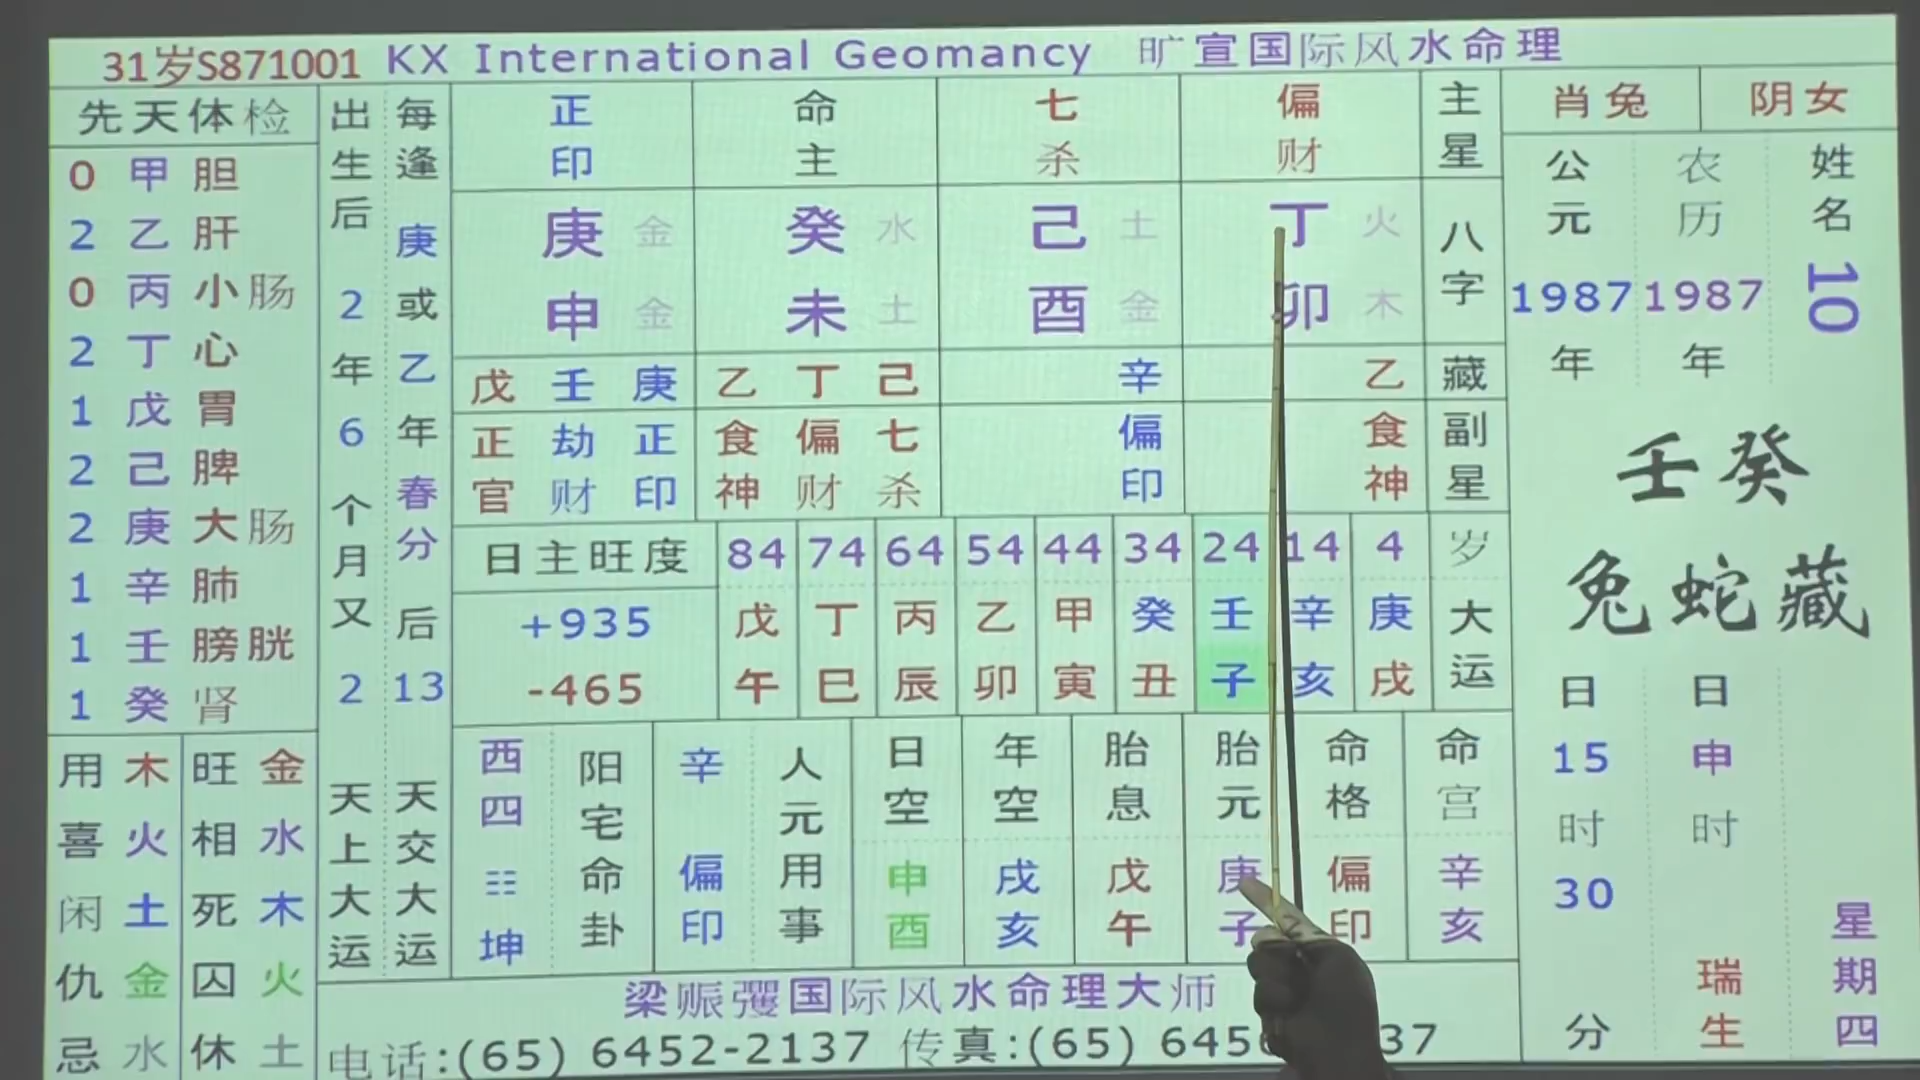 31岁S871001 KX International Geomancy 旷宣国际风水命理
先天体检
0 甲 胆
2 乙 肝
0 丙 小肠
2 丁 心
1 戊 胃
2 己 脾
2 庚 大肠
1 辛 肺
1 壬 膀胱
1 癸 肾
用 木 旺 金
喜 火 相 水
闲 土 死 木
仇 金 囚 火
忌 水 休 土
出生后 2 年 6 个月又 2 天上大运
每逢庚或乙年春分后 13 天交大运
正印 命主 七杀 偏财 主星
庚 金 癸 水 己 土 丁 火 八字
申 金 未 土 酉 金 卯 木
戊 壬 庚 乙 丁 己 辛 乙 藏
正官 劫财 正印 食神 偏财 七杀 偏印 食神 副星
日主旺度 84 74 64 54 44 34 24 14 4 岁
+935 戊 丁 丙 乙 甲 癸 壬 辛 庚 大运
-465 午 巳 辰 卯 寅 丑 子 亥 戌
西四 ☷ 坤 阳宅命卦
辛 偏印 人元用事
日空 申酉
年空 戌亥
胎息 戊午
胎元 庚子
命格 偏印
命宫 辛亥
肖兔 阴女
公元 1987 年
农历 1987 年
姓名 10
壬癸
兔蛇藏
日 15 时 30 分
日 申 时 瑞生
星期四
梁赈彏国际风水命理大师
电话:(65) 6452-2137 传真:(65) 645 37